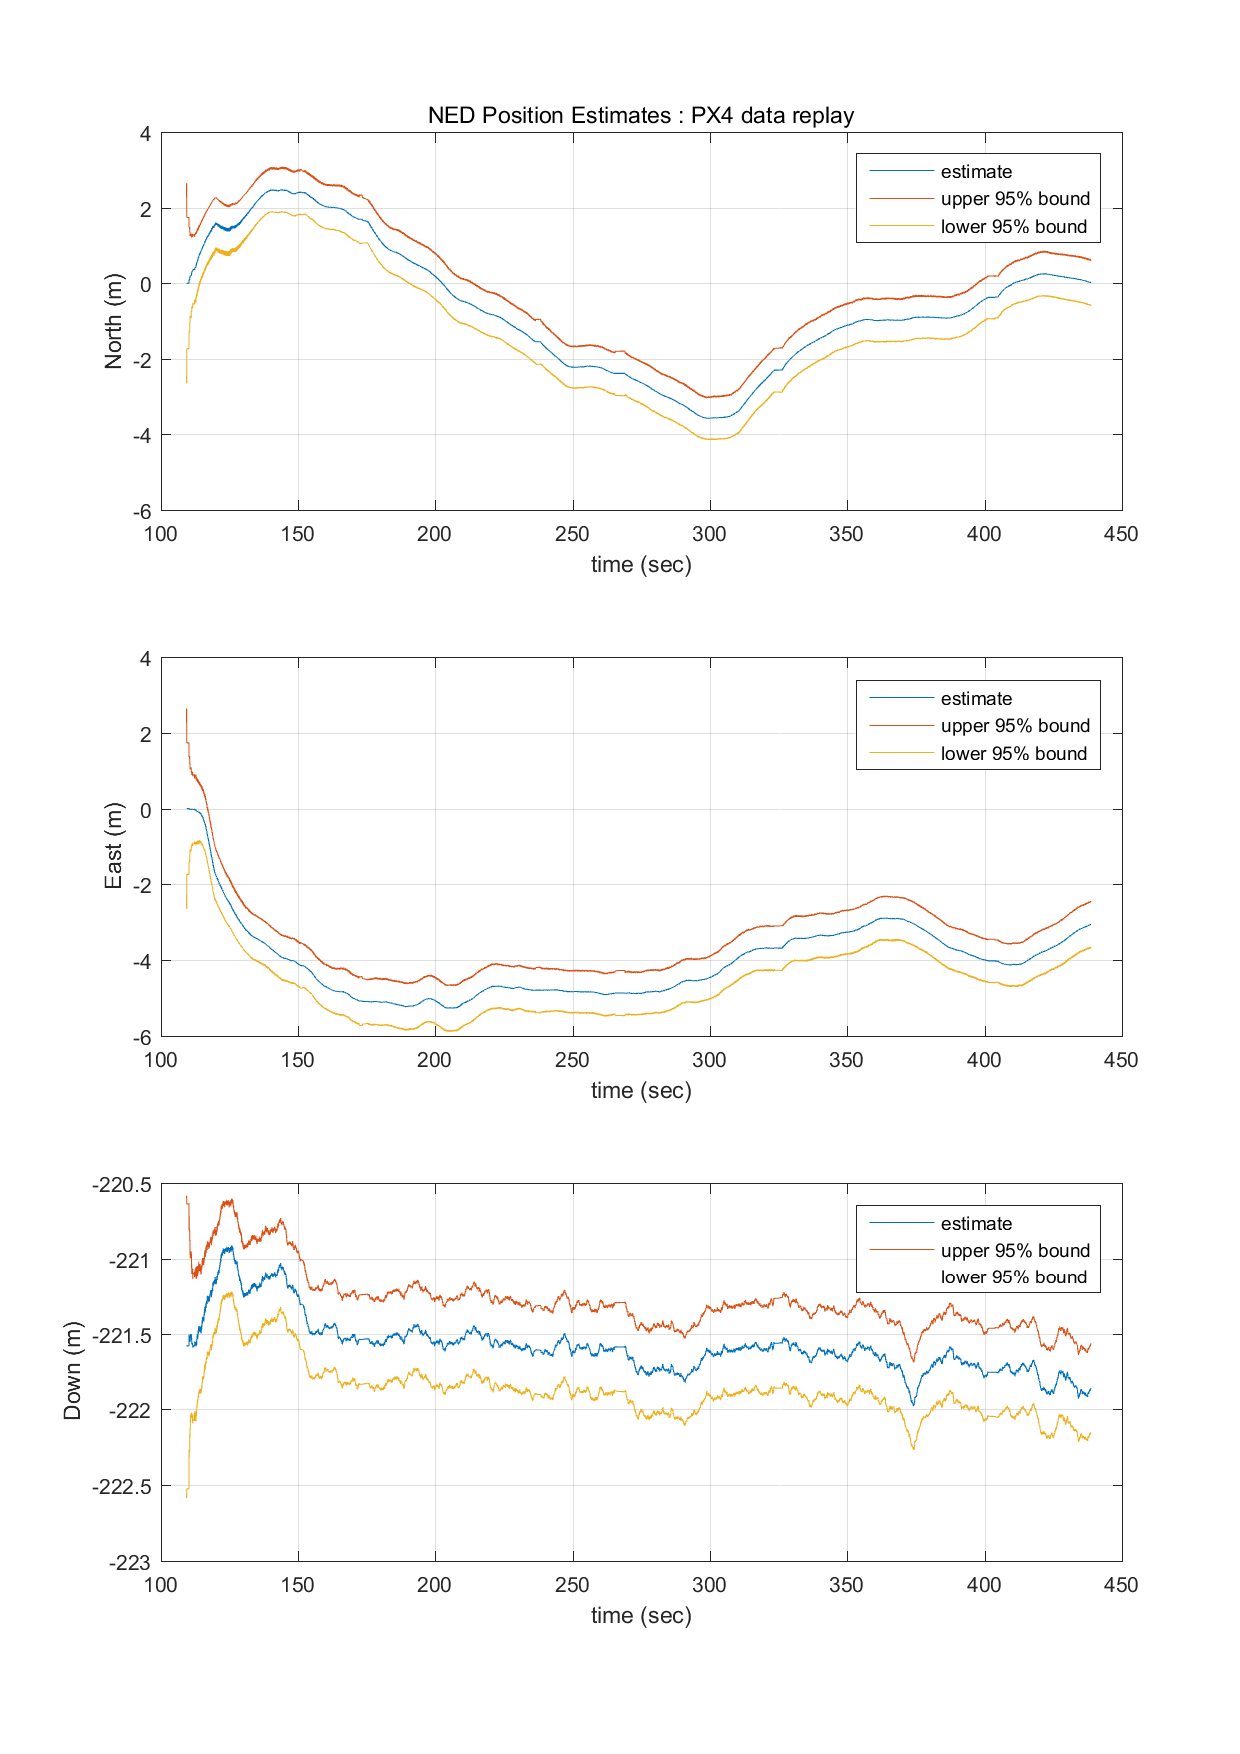 NED Position Estimates : PX4 data replay
4
2
0
-2
-4
-6
North (m)
estimate
upper 95% bound
lower 95% bound
100 150 200 250 300 350 400 450
time (sec)
4
2
0
-2
-4
-6
East (m)
estimate
upper 95% bound
lower 95% bound
100 150 200 250 300 350 400 450
time (sec)
-220.5
-221
-221.5
-222
-222.5
-223
Down (m)
estimate
upper 95% bound
lower 95% bound
100 150 200 250 300 350 400 450
time (sec)